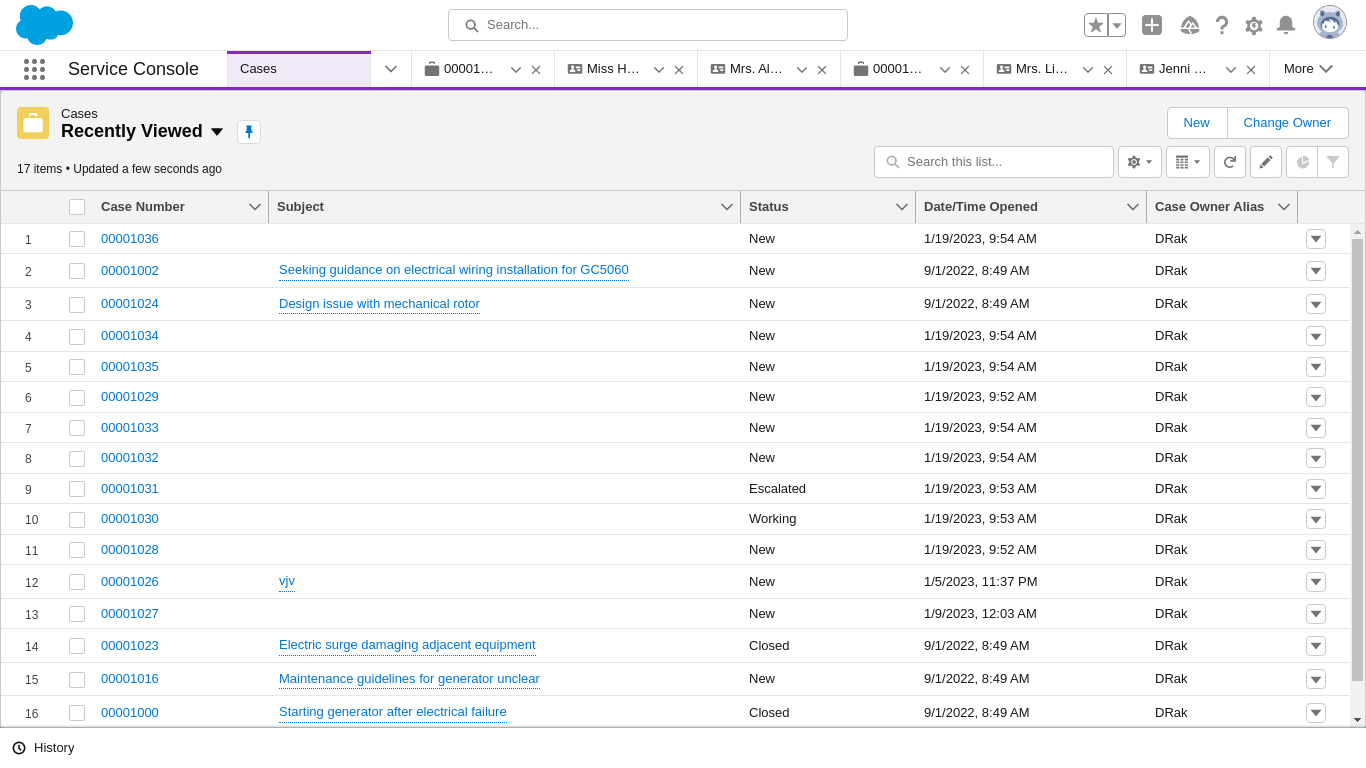 Search...
Service Console
Cases
00001…
Miss H…
Mrs. Al…
00001…
Mrs. Li…
Jenni …
More
Cases
Recently Viewed
New
Change Owner
17 items • Updated a few seconds ago
Search this list...
Case Number Subject Status Date/Time Opened Case Owner Alias
1 00001036 New 1/19/2023, 9:54 AM DRak
2 00001002 Seeking guidance on electrical wiring installation for GC5060 New 9/1/2022, 8:49 AM DRak
3 00001024 Design issue with mechanical rotor New 9/1/2022, 8:49 AM DRak
4 00001034 New 1/19/2023, 9:54 AM DRak
5 00001035 New 1/19/2023, 9:54 AM DRak
6 00001029 New 1/19/2023, 9:52 AM DRak
7 00001033 New 1/19/2023, 9:54 AM DRak
8 00001032 New 1/19/2023, 9:54 AM DRak
9 00001031 Escalated 1/19/2023, 9:53 AM DRak
10 00001030 Working 1/19/2023, 9:53 AM DRak
11 00001028 New 1/19/2023, 9:52 AM DRak
12 00001026 vjv New 1/5/2023, 11:37 PM DRak
13 00001027 New 1/9/2023, 12:03 AM DRak
14 00001023 Electric surge damaging adjacent equipment Closed 9/1/2022, 8:49 AM DRak
15 00001016 Maintenance guidelines for generator unclear New 9/1/2022, 8:49 AM DRak
16 00001000 Starting generator after electrical failure Closed 9/1/2022, 8:49 AM DRak
History